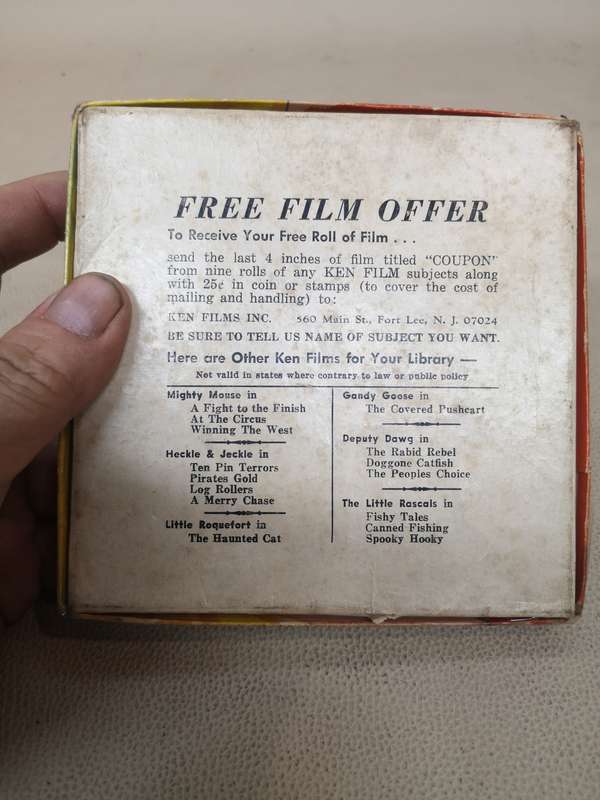 FREE FILM OFFER
To Receive Your Free Roll of Film . . .
send the last 4 inches of film titled "COUPON"
from nine rolls of any KEN FILM subjects along
with 25¢ in coin or stamps (to cover the cost of
mailing and handling) to:
KEN FILMS INC. 560 Main St., Fort Lee, N. J. 07024
BE SURE TO TELL US NAME OF SUBJECT YOU WANT.
Here are Other Ken Films for Your Library —
Not valid in states where contrary to law or public policy
Mighty Mouse in
A Fight to the Finish
At The Circus
Winning The West
Heckle & Jeckle in
Ten Pin Terrors
Pirates Gold
Log Rollers
A Merry Chase
Little Roquefort in
The Haunted Cat
Gandy Goose in
The Covered Pushcart
Deputy Dawg in
The Rabid Rebel
Doggone Catfish
The Peoples Choice
The Little Rascals in
Fishy Tales
Canned Fishing
Spooky Hooky